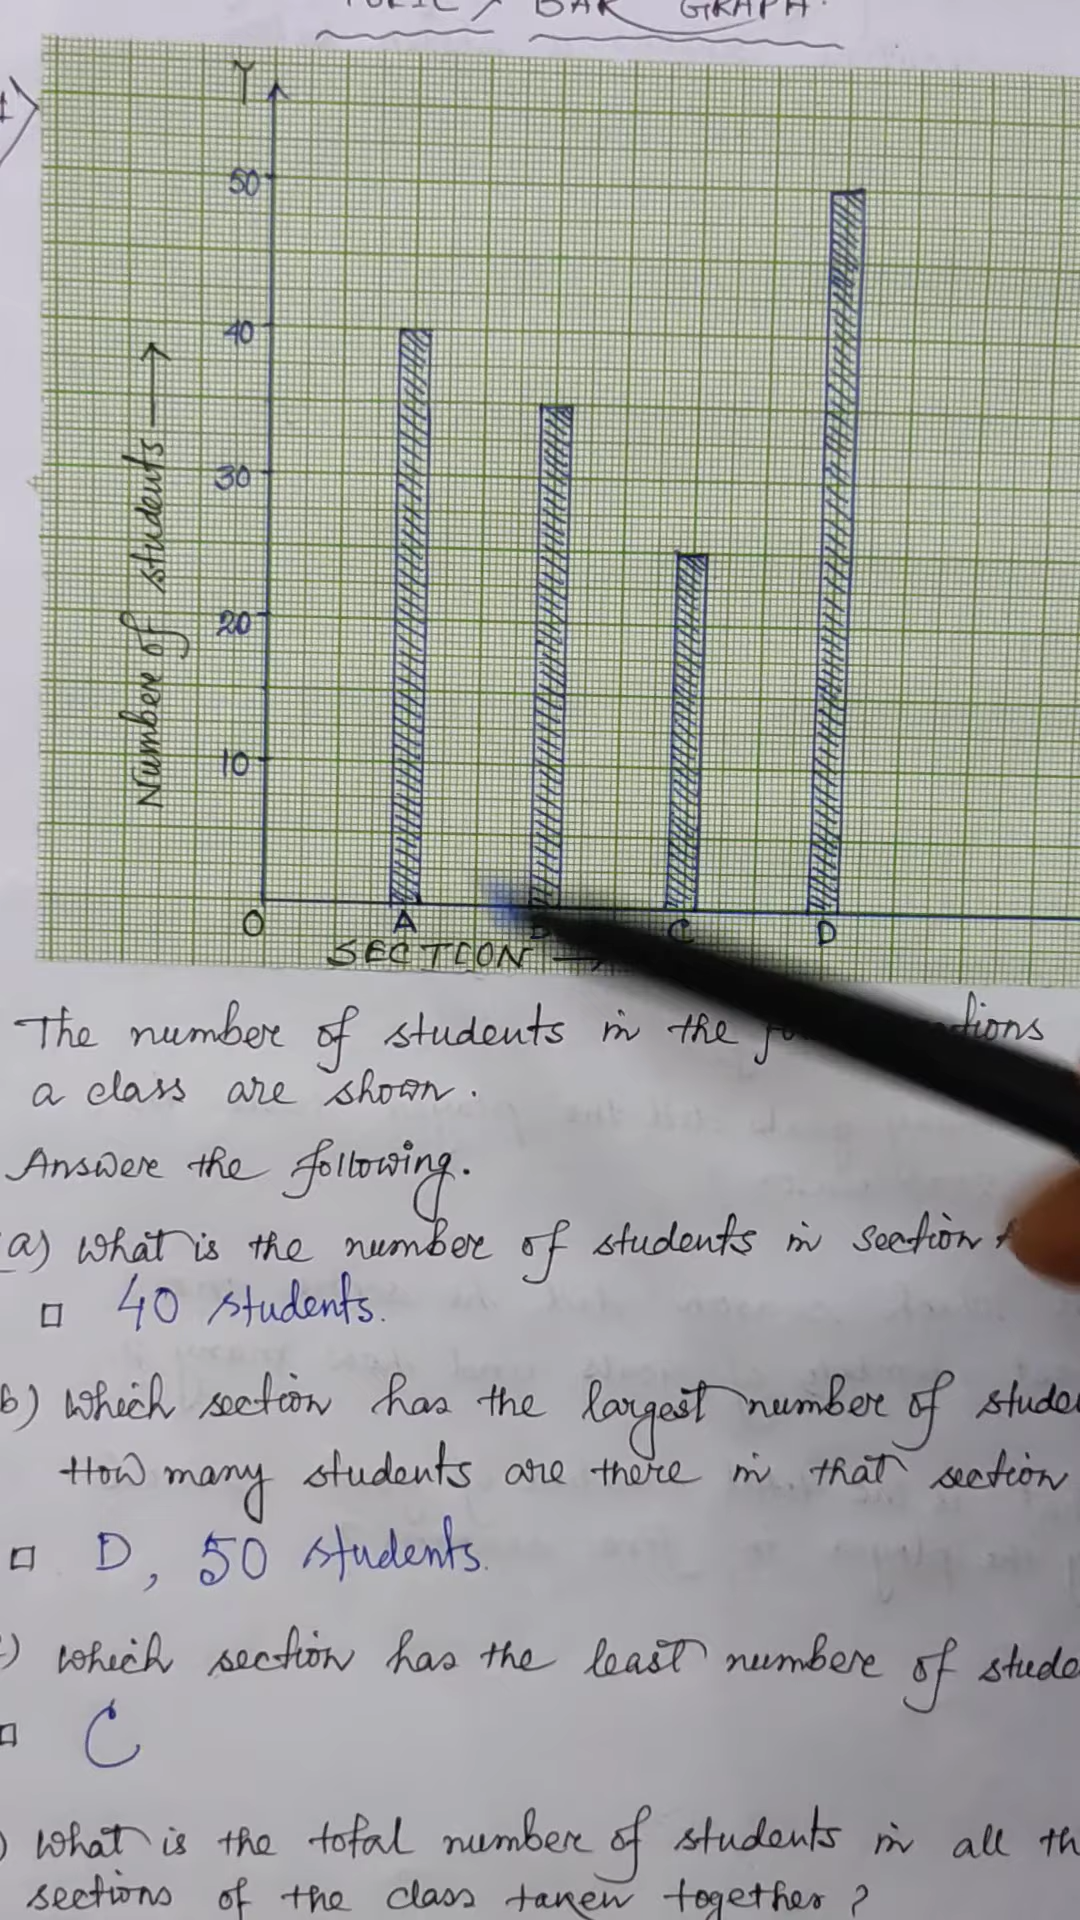 BAR GRAPH.
Y
50
40
30
20
10
O
Number of students
A
C
D
SECTION
The number of students in the
a class are shown.
Answere the following.
a) What is the number of students in section
40 students.
b) Which section has the largest number of
How many students are there in that section
D, 50 students.
) Which section has the least number of
C
) What is the total number of students in all
sections of the class taken together ?